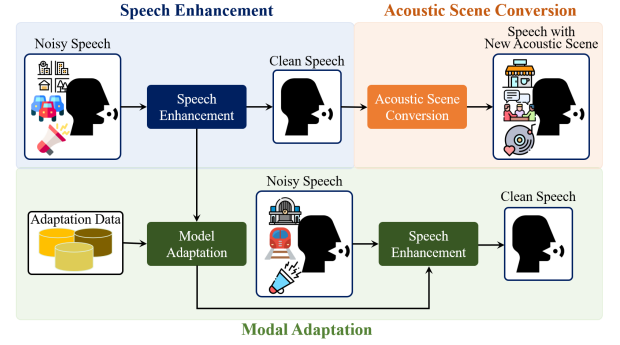 Speech Enhancement
Acoustic Scene Conversion
Noisy Speech
Clean Speech
Speech with
New Acoustic Scene
Speech
Enhancement
Acoustic Scene
Conversion
Noisy Speech
Clean Speech
Adaptation Data
Model
Adaptation
Speech
Enhancement
Modal Adaptation